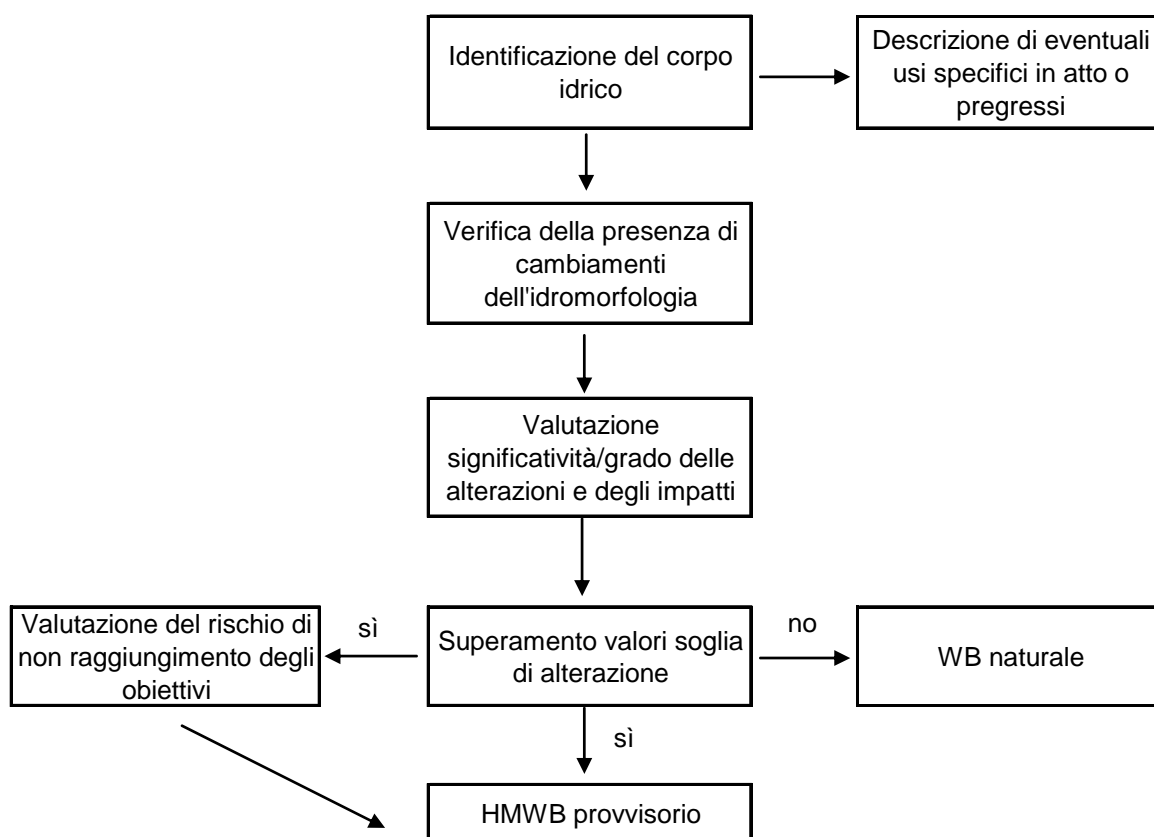 Identificazione del corpo
idrico
Descrizione di eventuali
usi specifici in atto o
pregressi
Verifica della presenza di
cambiamenti
dell'idromorfologia
Valutazione
significatività/grado delle
alterazioni e degli impatti
Valutazione del rischio di
non raggiungimento degli
obiettivi
sì
Superamento valori soglia
di alterazione
no
WB naturale
sì
HMWB provvisorio